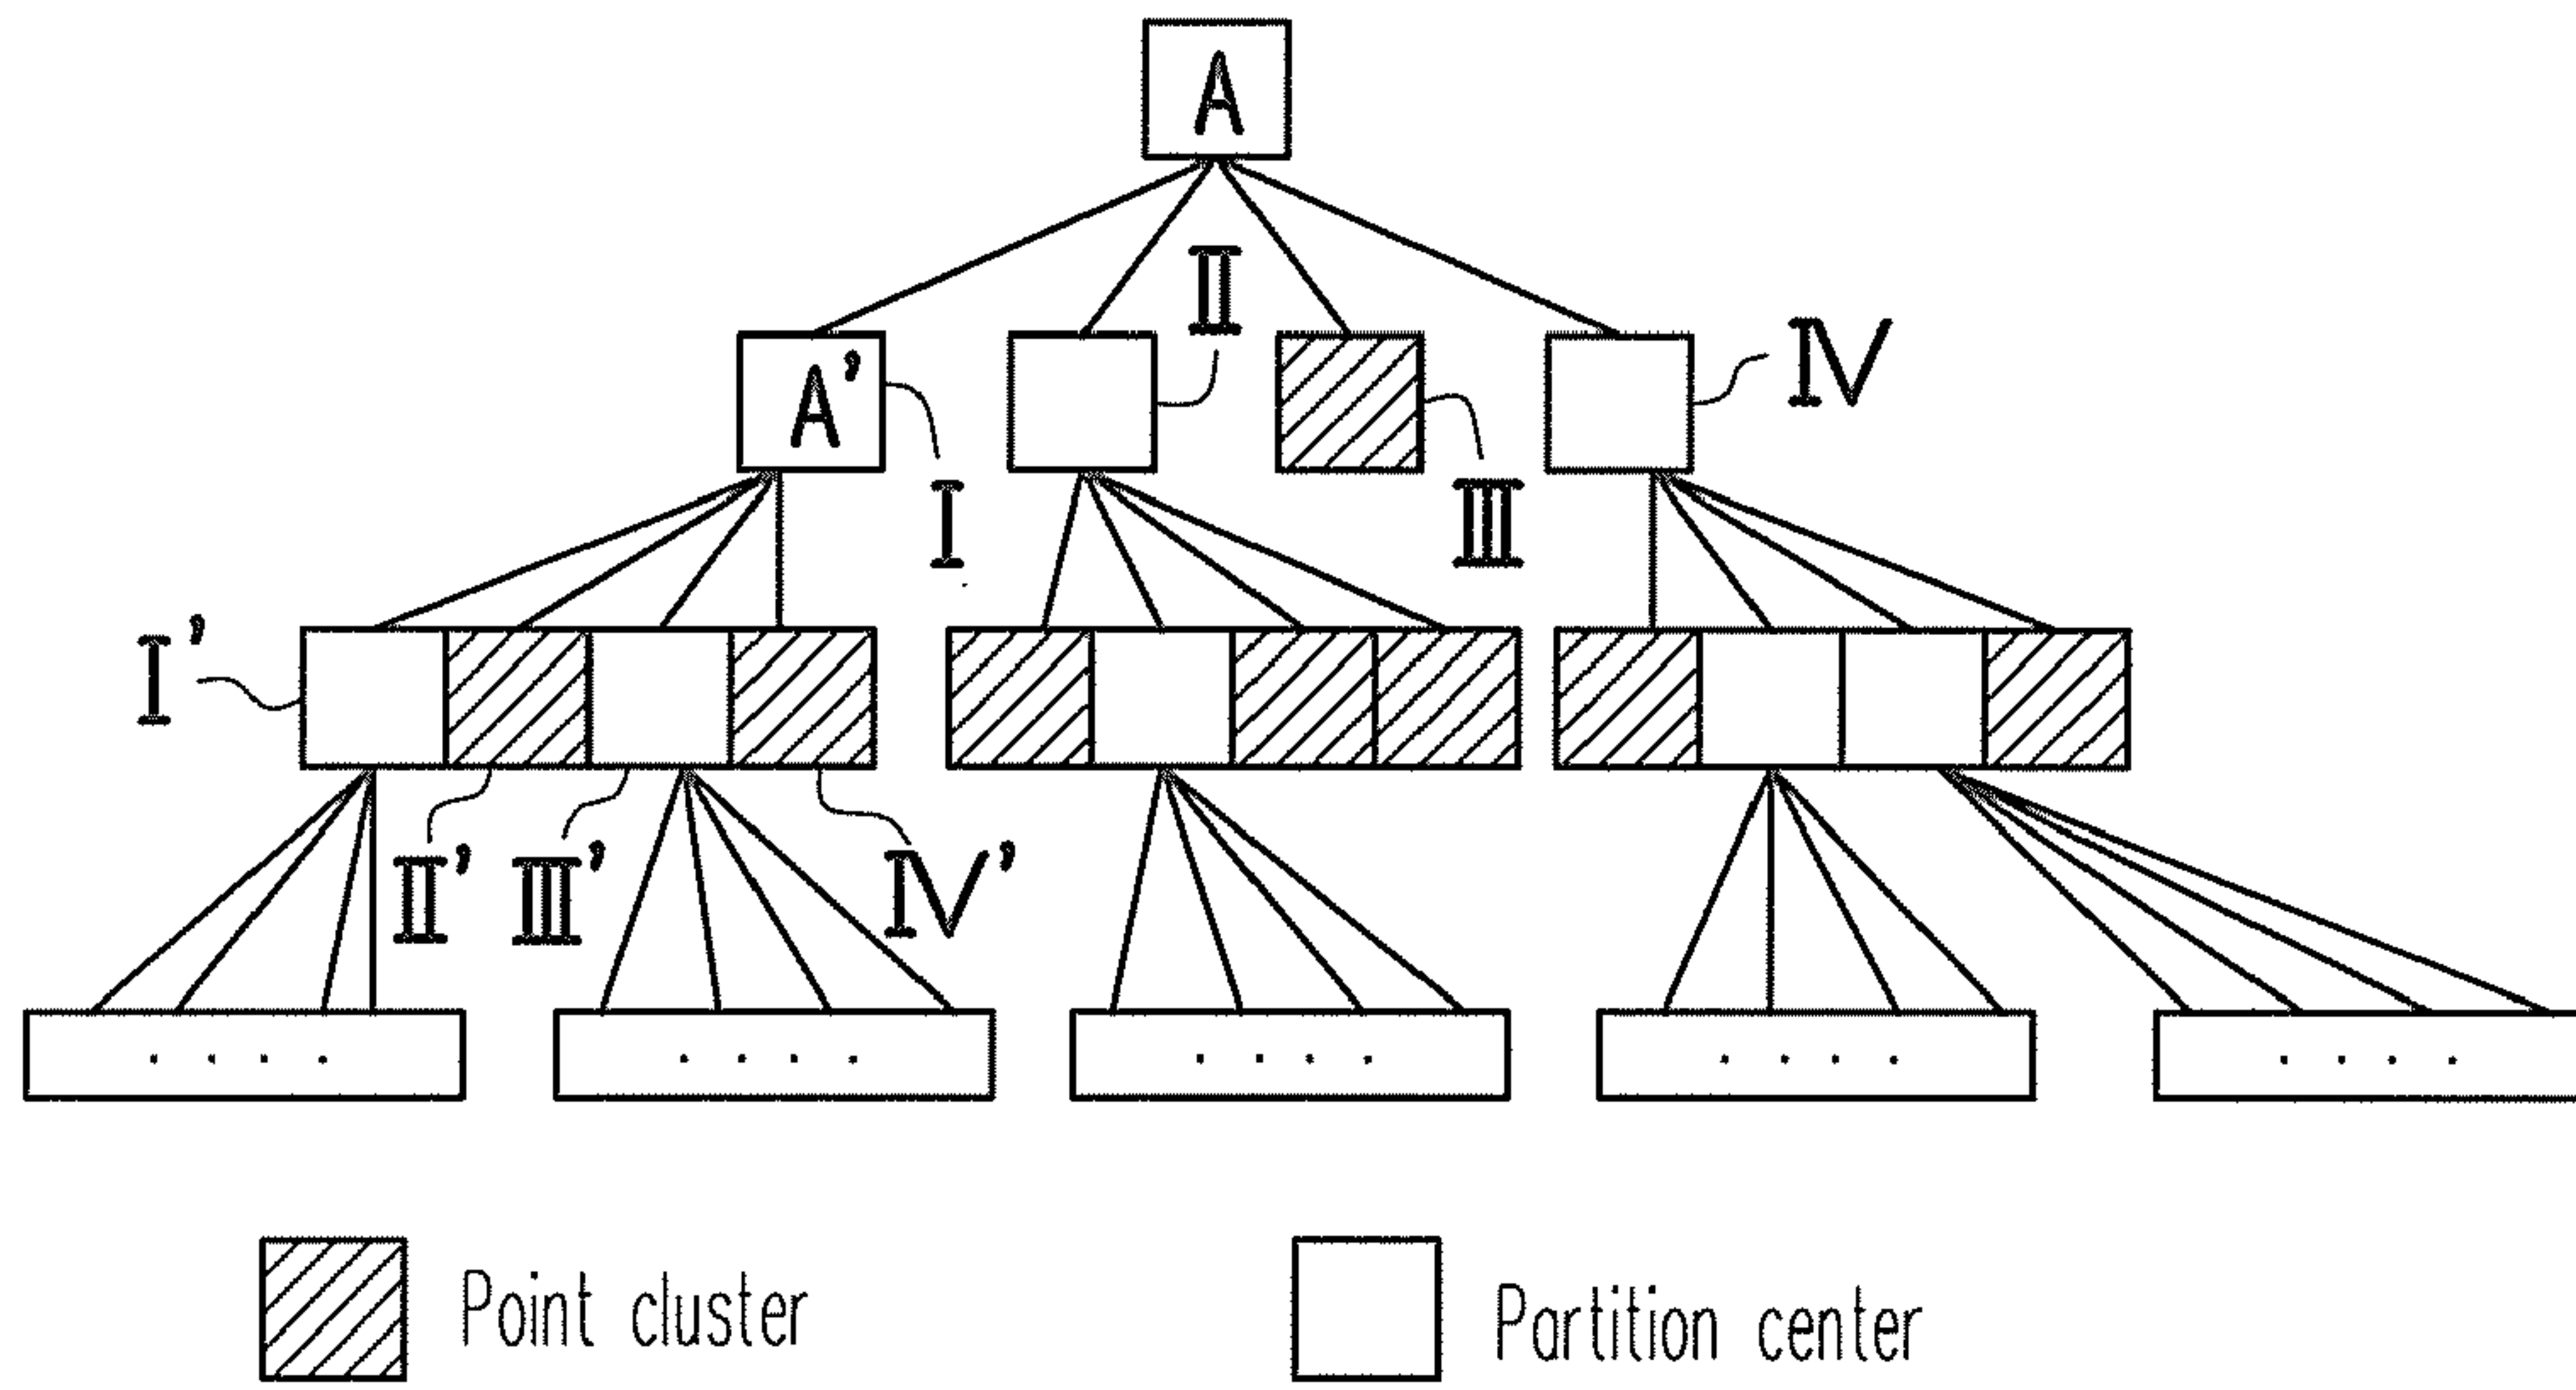 A
II
A’
IV
I
III
I’
II’ III’ IV’
. . . .
. . . .
. . . .
. . . .
. . . .
Point cluster
Partition center